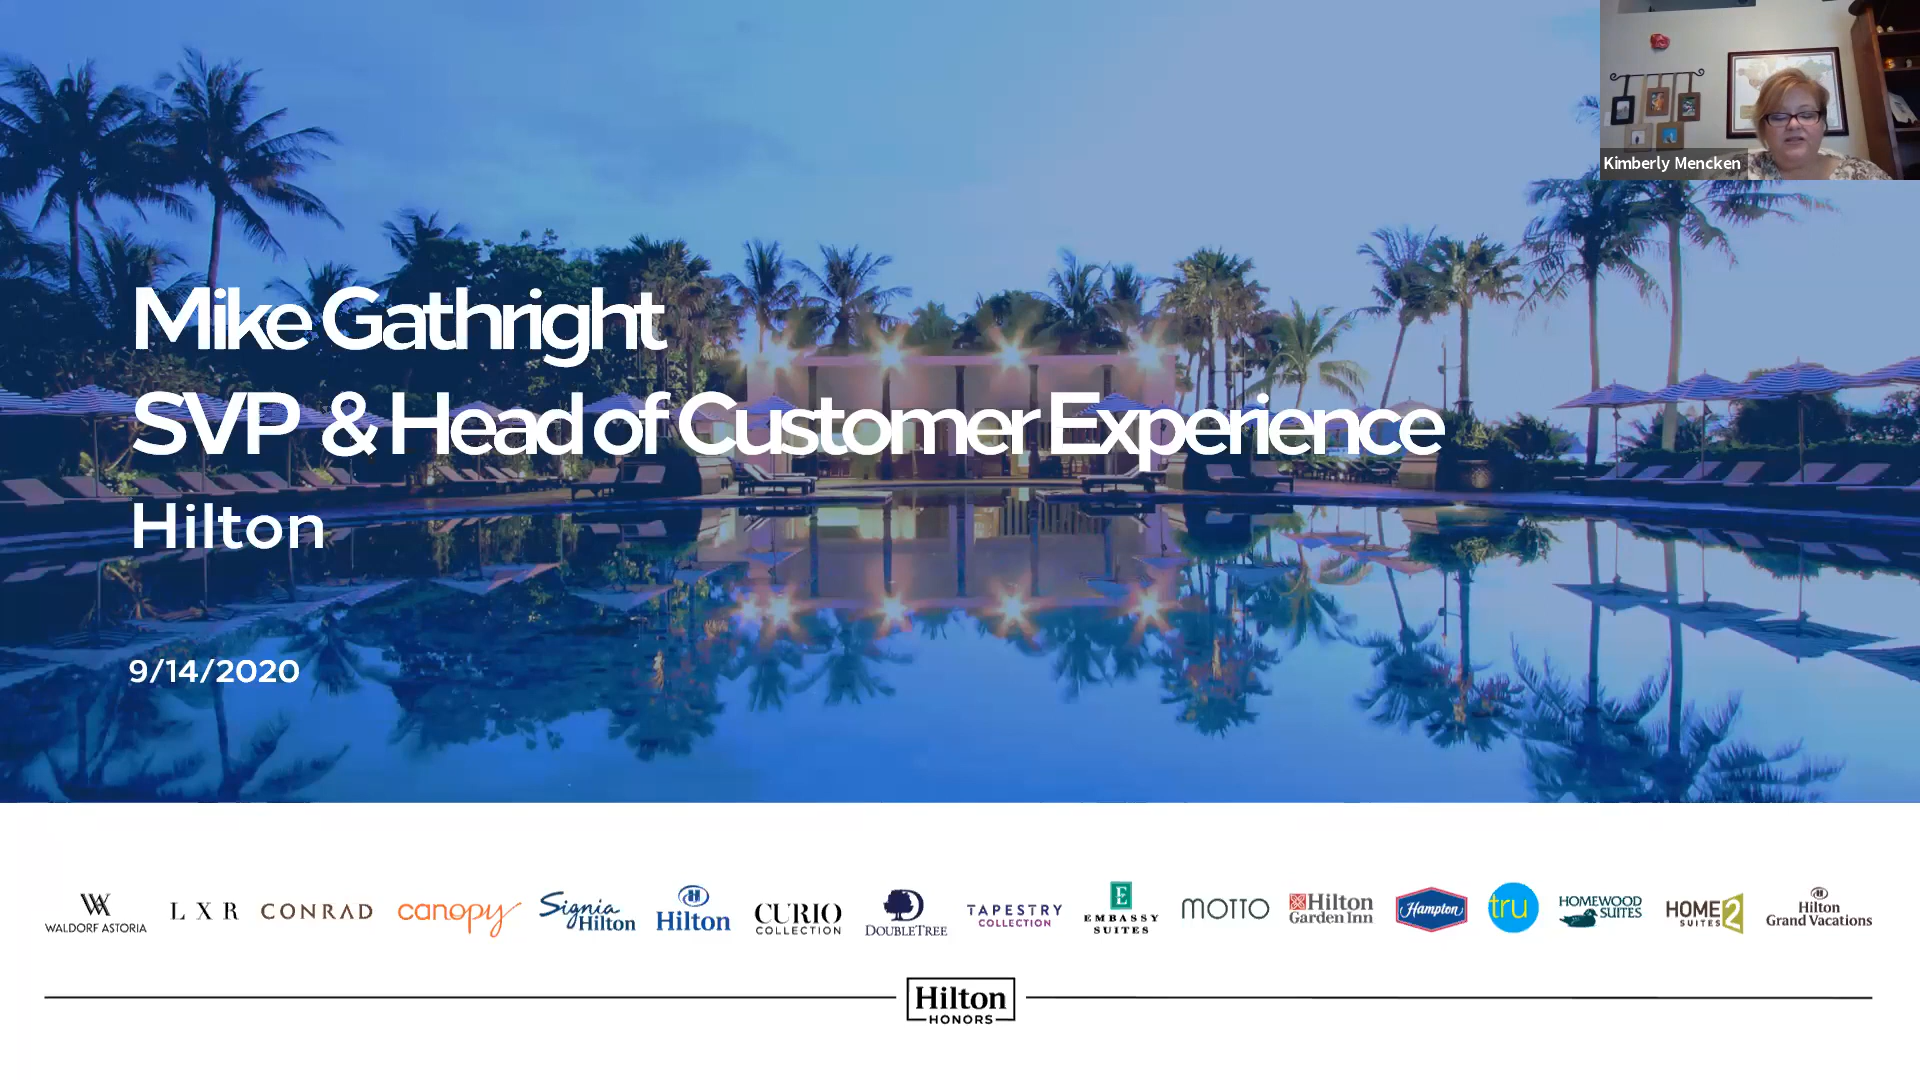 Kimberly Mencken
Mike Gathright
SVP & Head of Customer Experience
Hilton
9/14/2020
WALDORF ASTORIA
LXR
CONRAD
canopy
Signia
Hilton
Hilton
CURIO
COLLECTION
DOUBLETREE
TAPESTRY
COLLECTION
E
EMBASSY
SUITES
MOTTO
Hilton
Garden Inn
Hampton
tru
HOMEWOOD
SUITES
HOME2
SUITES
Hilton
Grand Vacations
Hilton
HONORS